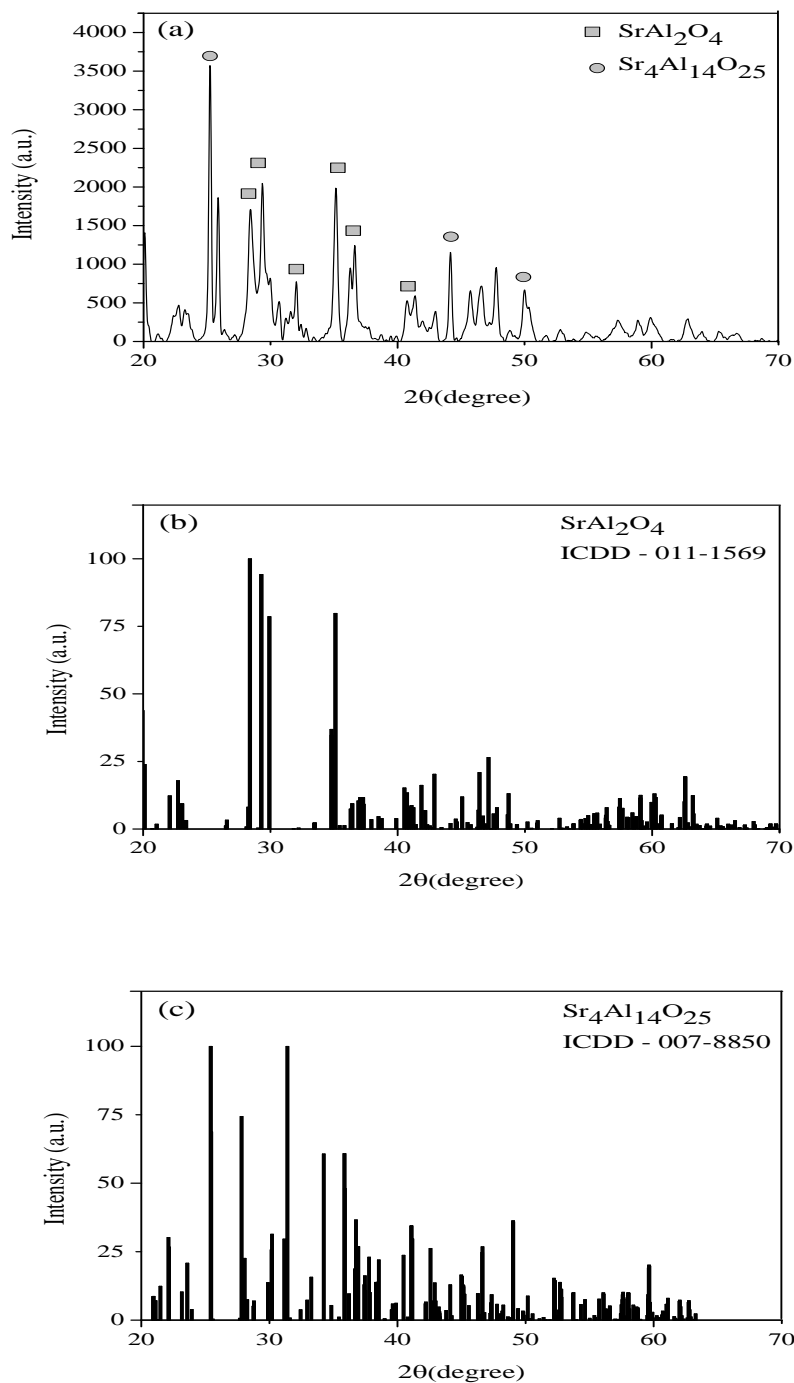 (a)
SrAl2O4
Sr4Al14O25
4000
3500
3000
2500
2000
1500
1000
500
0
Intensity (a.u.)
20 30 40 50 60 70
2θ(degree)
(b)
SrAl2O4
ICDD - 011-1569
100
75
50
25
0
Intensity (a.u.)
20 30 40 50 60 70
2θ(degree)
(c)
Sr4Al14O25
ICDD - 007-8850
100
75
50
25
0
Intensity (a.u.)
20 30 40 50 60 70
2θ(degree)